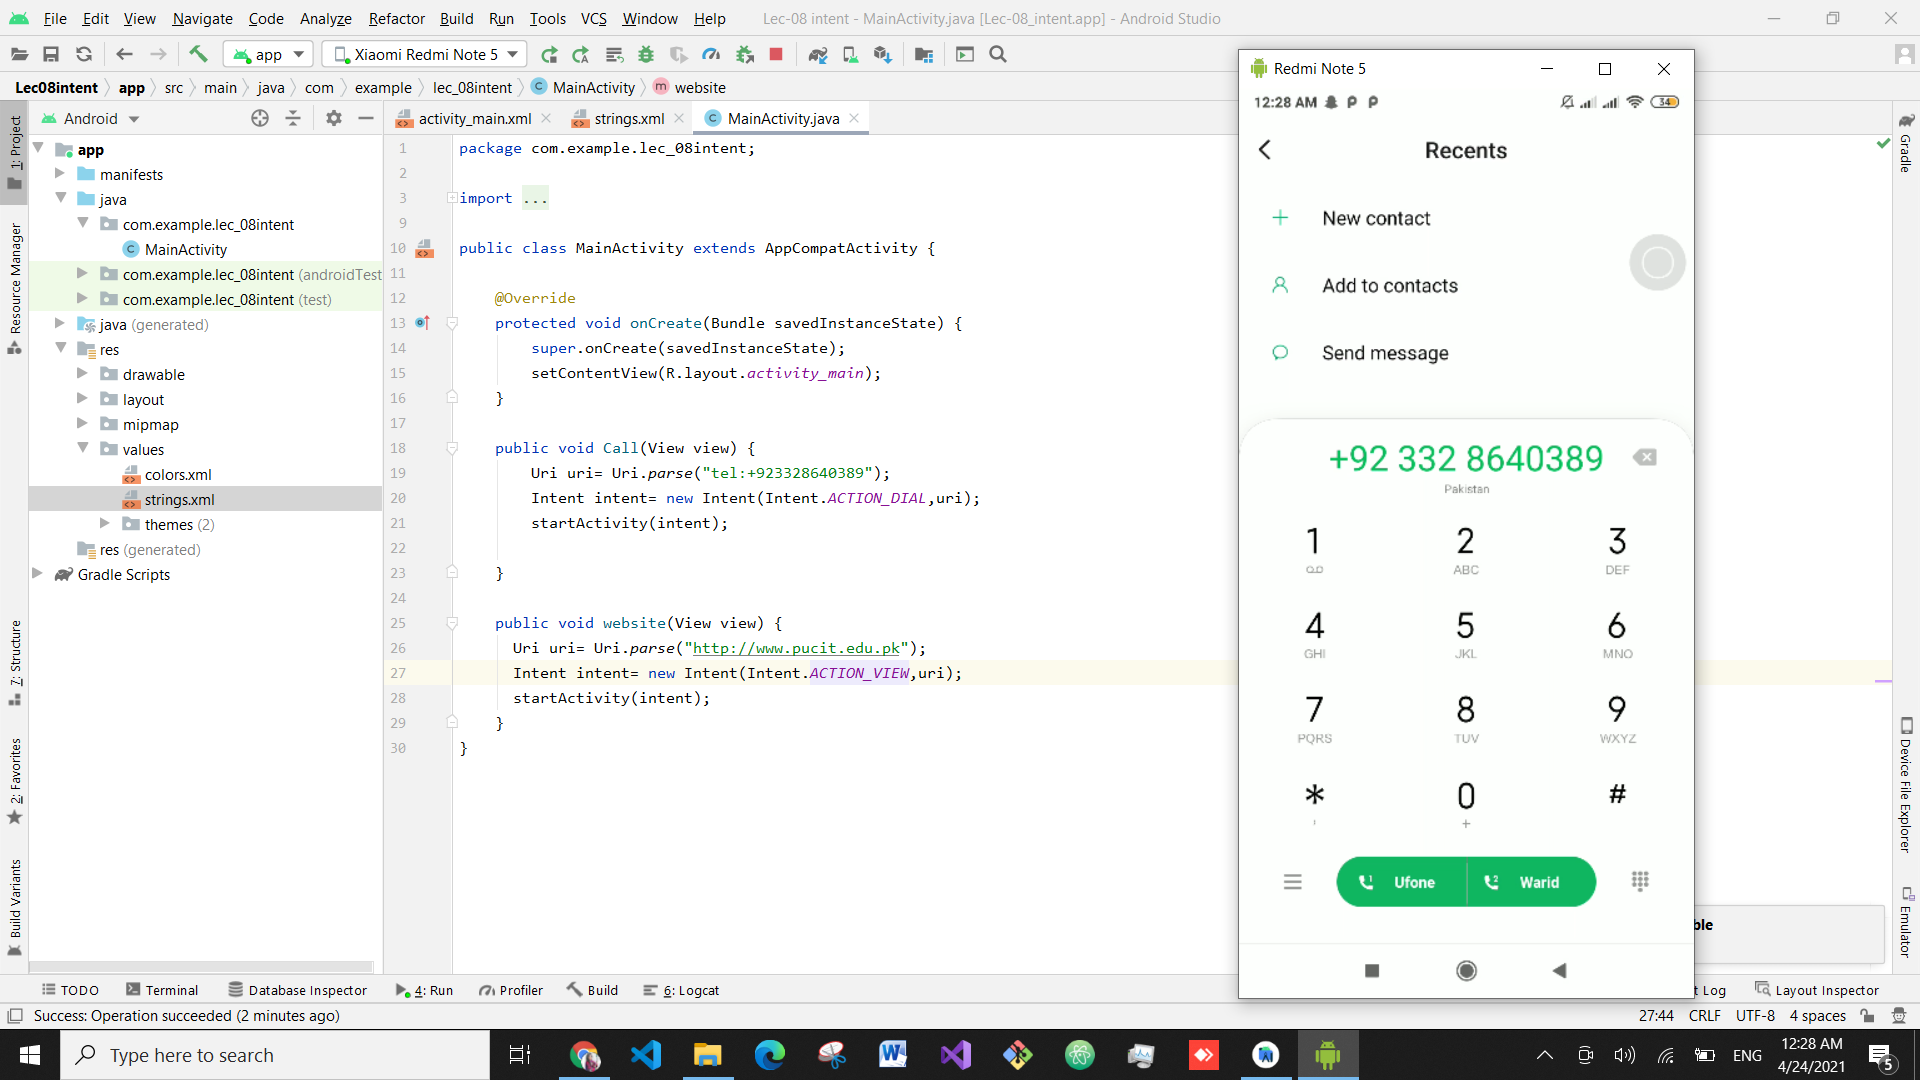 File Edit View Navigate Code Analyze Refactor Build Run Tools VCS Window Help Lec-08 intent - MainActivity.java [Lec-08_intent.app] - Android Studio
app Xiaomi Redmi Note 5
Lec08intent app src main java com example lec_08intent MainActivity website
Android
activity_main.xml strings.xml MainActivity.java
1: Project
Resource Manager
7: Structure
2: Favorites
Build Variants
app
manifests
java
com.example.lec_08intent
MainActivity
com.example.lec_08intent (androidTest
com.example.lec_08intent (test)
java (generated)
res
drawable
layout
mipmap
values
colors.xml
strings.xml
themes (2)
res (generated)
Gradle Scripts
1 package com.example.lec_08intent;
2
3 import ...
9
10 public class MainActivity extends AppCompatActivity {
11
12 @Override
13 protected void onCreate(Bundle savedInstanceState) {
14 super.onCreate(savedInstanceState);
15 setContentView(R.layout.activity_main);
16 }
17
18 public void Call(View view) {
19 Uri uri= Uri.parse("tel:+923328640389");
20 Intent intent= new Intent(Intent.ACTION_DIAL,uri);
21 startActivity(intent);
22
23 }
24
25 public void website(View view) {
26 Uri uri= Uri.parse("http://www.pucit.edu.pk");
27 Intent intent= new Intent(Intent.ACTION_VIEW,uri);
28 startActivity(intent);
29 }
30 }
Redmi Note 5
12:28 AM 34
Recents
New contact
Add to contacts
Send message
+92 332 8640389
Pakistan
1 2 3
ABC DEF
4 5 6
GHI JKL MNO
7 8 9
PQRS TUV WXYZ
* 0 #
, +
1 Ufone 2 Warid
Gradle
Device File Explorer
Emulator
ble
TODO Terminal Database Inspector 4: Run Profiler Build 6: Logcat t Log Layout Inspector
Success: Operation succeeded (2 minutes ago) 27:44 CRLF UTF-8 4 spaces
Type here to search ENG 12:28 AM
4/24/2021 5